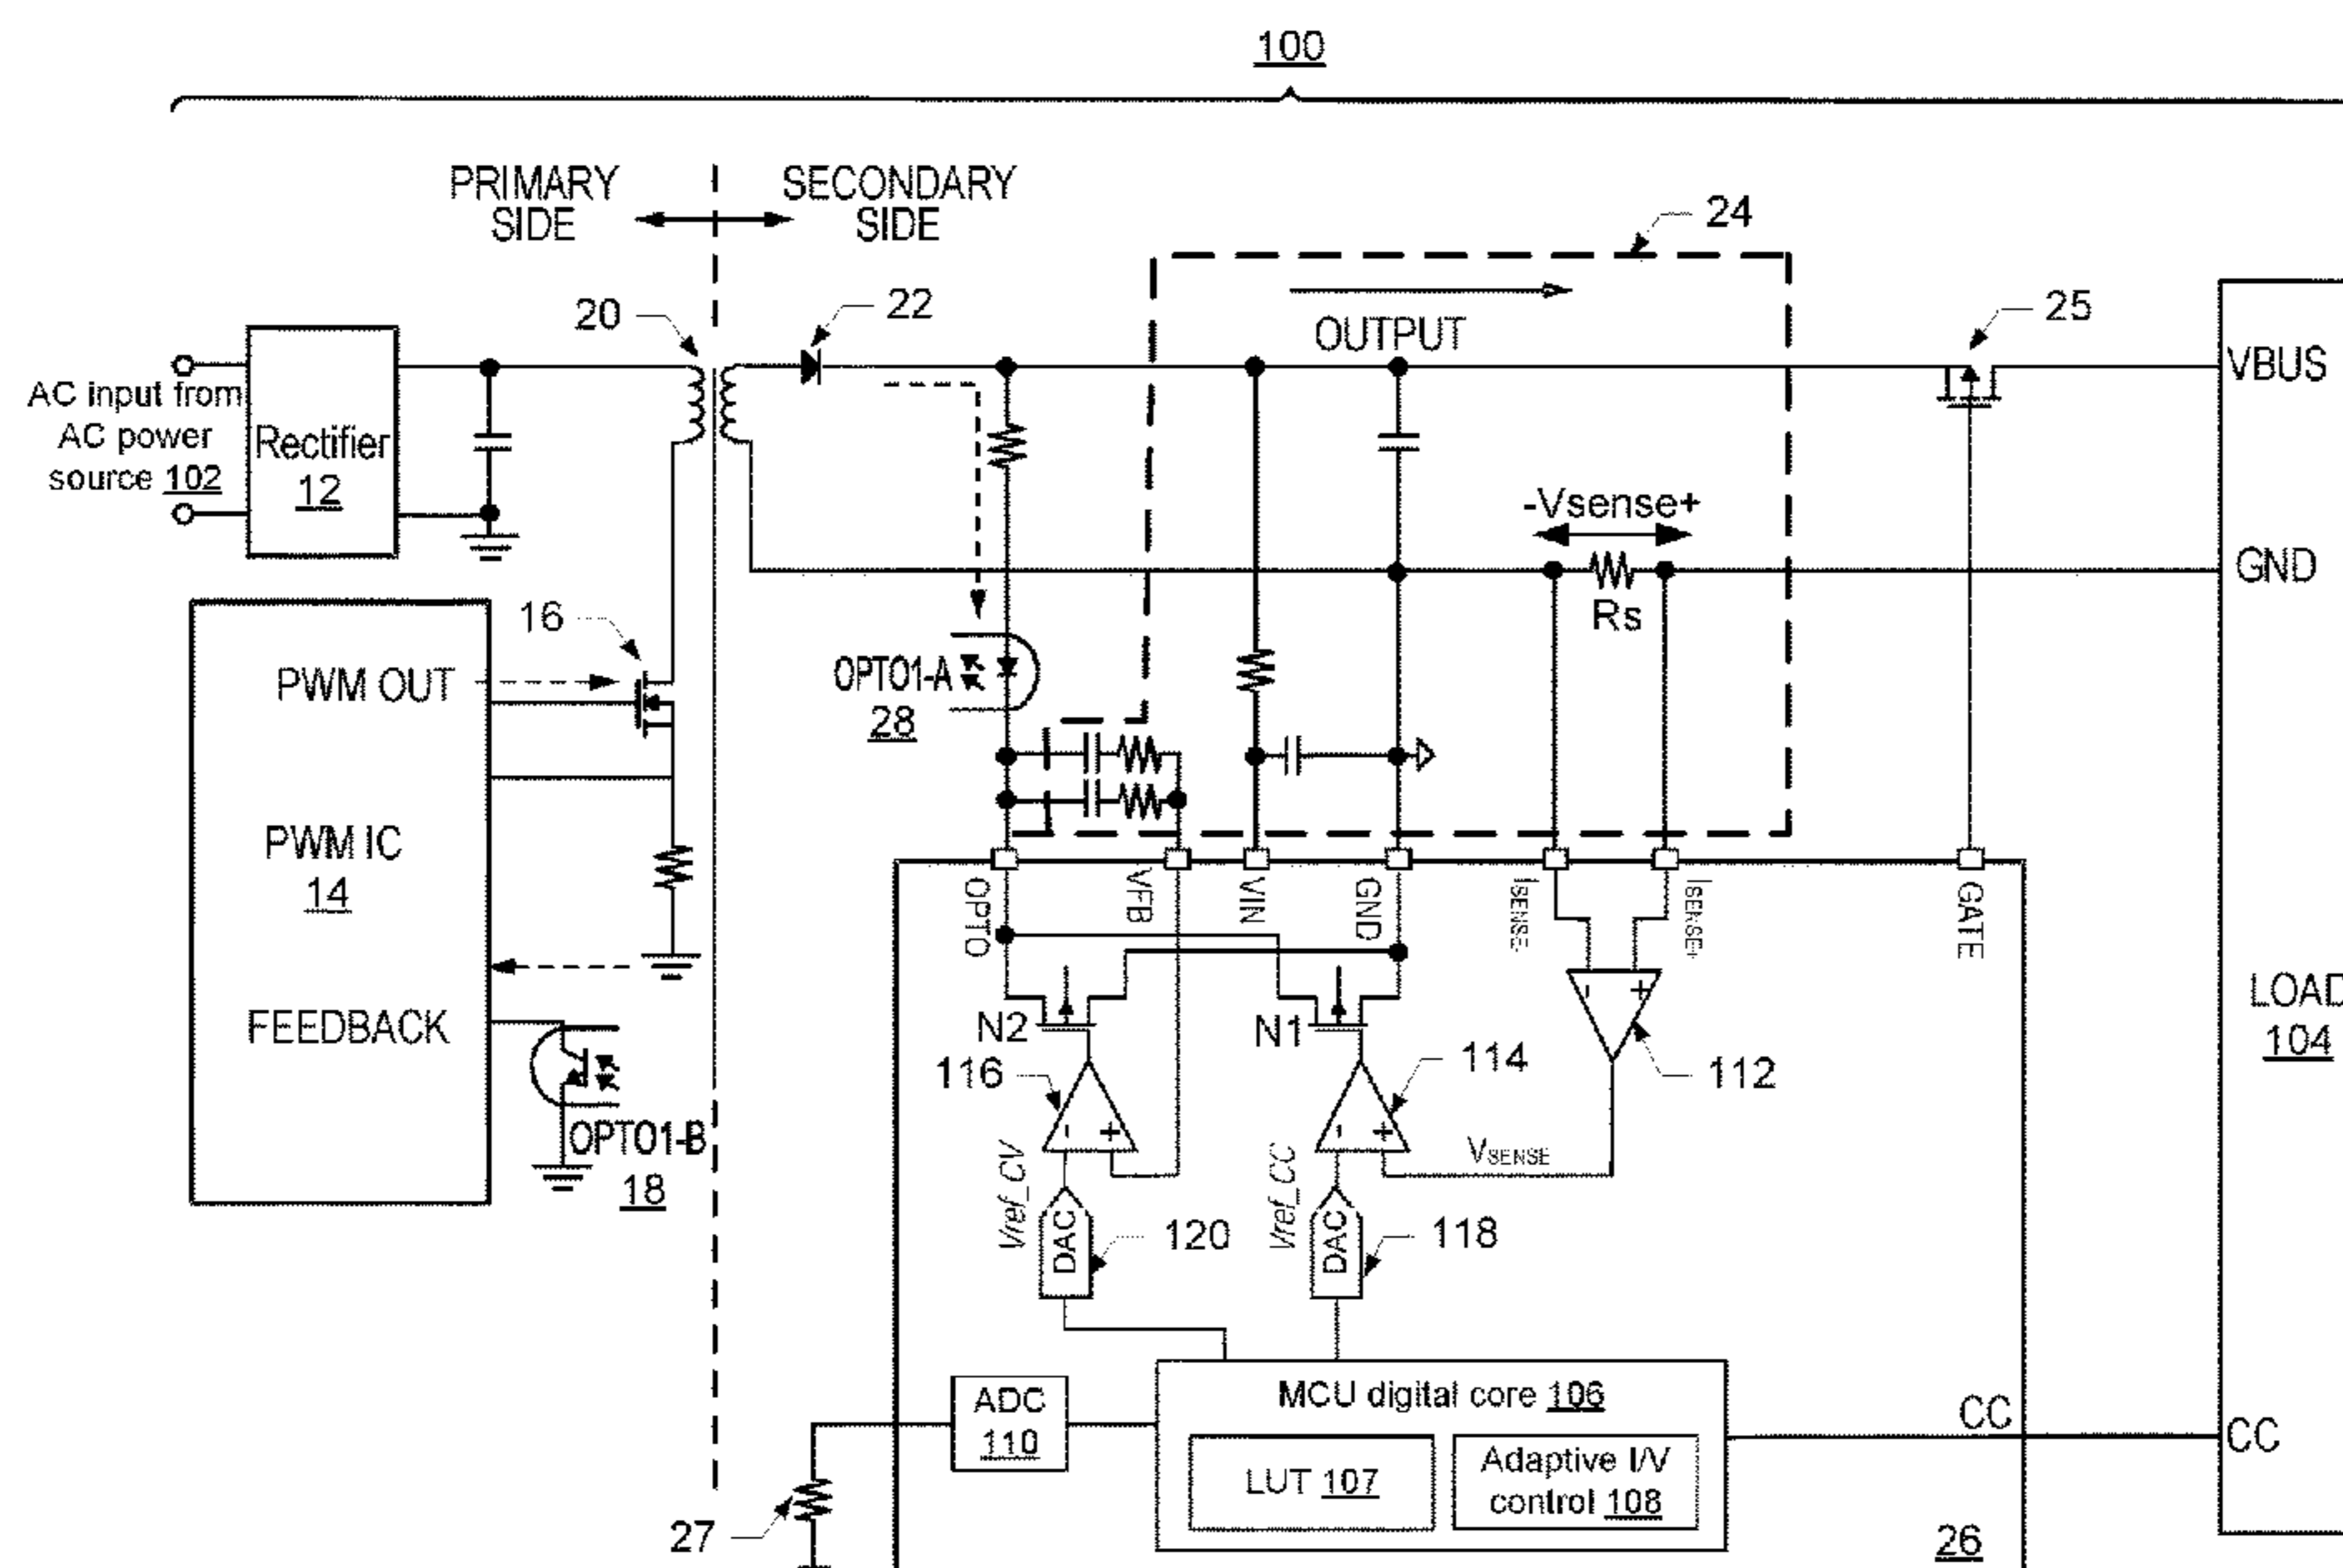 100
PRIMARY
SIDE
SECONDARY
SIDE
24
20
22
OUTPUT
25
VBUS
AC input from
AC power
source 102
Rectifier
12
-Vsense+
GND
Rs
16
PWM OUT
OPTO1-A
28
PWM IC
14
OPTO
VFB
VIN
GND
ISENSE-
ISENSE+
GATE
FEEDBACK
N2
N1
- +
LOAD
104
116
114
112
OPTO1-B
18
- +
- +
Vref_CV
Vref_CC
VSENSE
DAC
120
DAC
118
ADC
110
MCU digital core 106
CC
CC
LUT 107
Adaptive I/V
control 108
27
26